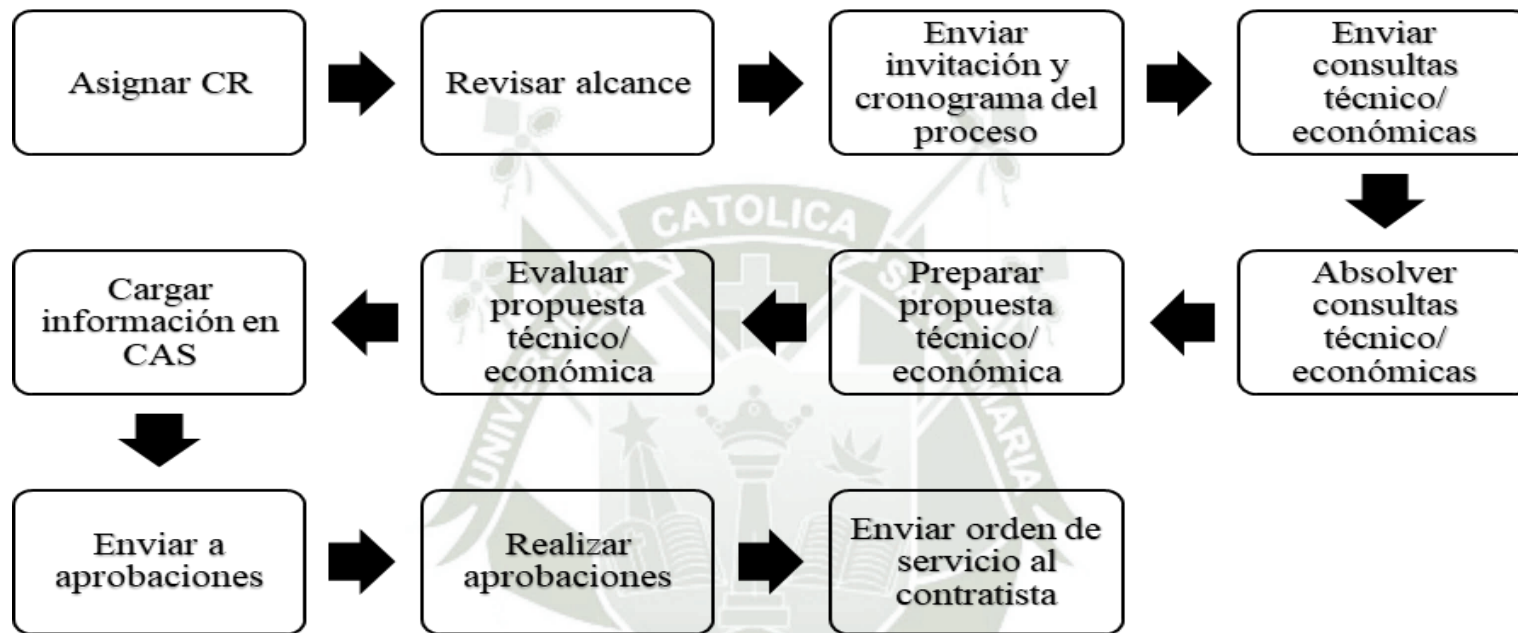 Asignar CR
Revisar alcance
Enviar
invitación y
cronograma del
proceso
Enviar
consultas
técnico/
económicas
Absolver
consultas
técnico/
económicas
Preparar
propuesta
técnico/
económica
Evaluar
propuesta
técnico/
económica
Cargar
información en
CAS
Enviar a
aprobaciones
Realizar
aprobaciones
Enviar orden de
servicio al
contratista
CATOLICA